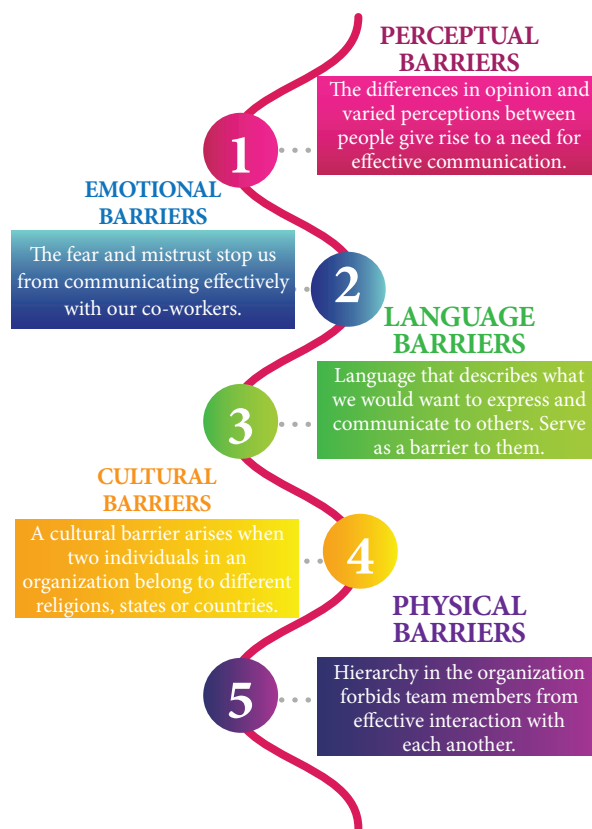 PERCEPTUAL
BARRIERS
The differences in opinion and
varied perceptions between
people give rise to a need for
effective communication.
1
EMOTIONAL
BARRIERS
The fear and mistrust stop us
from communicating effectively
with our co-workers.
2
LANGUAGE
BARRIERS
Language that describes what
we would want to express and
communicate to others. Serve
as a barrier to them.
3
CULTURAL
BARRIERS
A cultural barrier arises when
two individuals in an
organization belong to different
religions, states or countries.
4
PHYSICAL
BARRIERS
Hierarchy in the organization
forbids team members from
effective interaction with
each another.
5